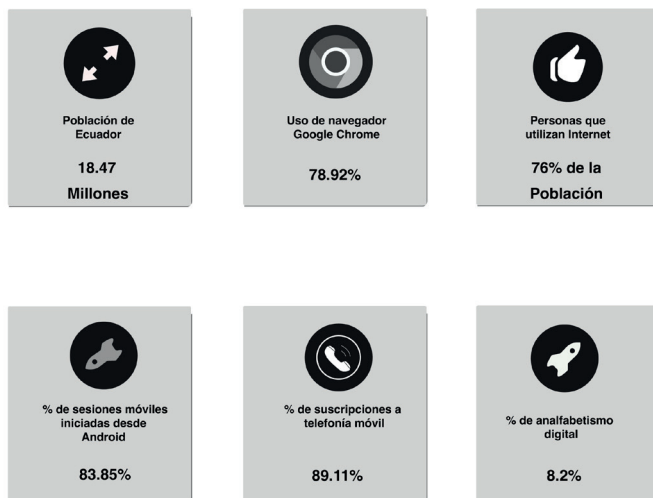 Población de
Ecuador
18.47
Millones
Uso de navegador
Google Chrome
78.92%
Personas que
utilizan Internet
76% de la
Población
% de sesiones móviles
iniciadas desde
Android
83.85%
% de suscripciones a
telefonía móvil
89.11%
% de analfabetismo
digital
8.2%